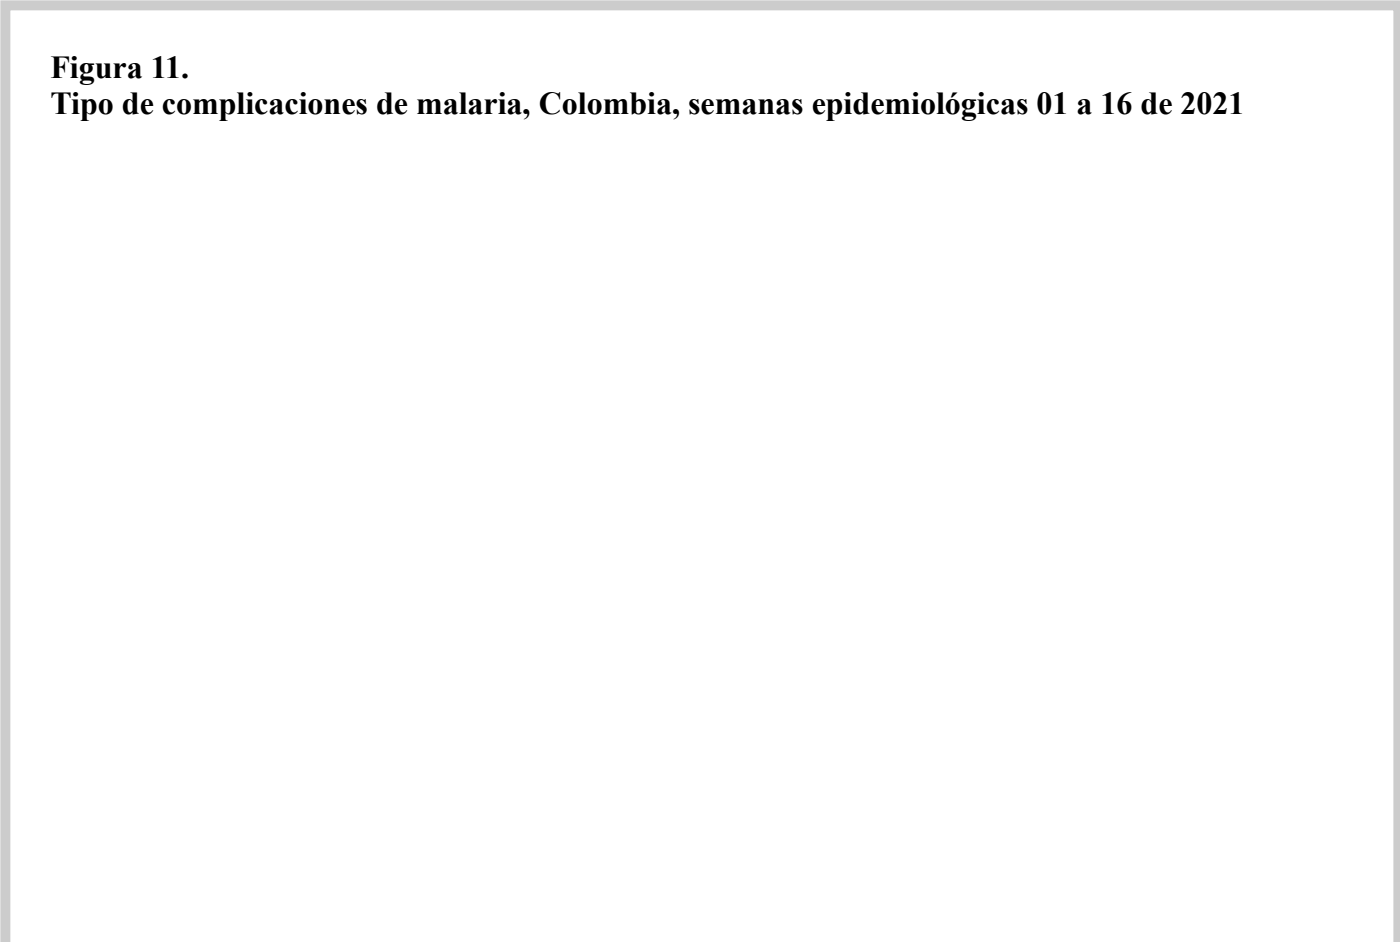 Figura 11.
Tipo de complicaciones de malaria, Colombia, semanas epidemiológicas 01 a 16 de 2021